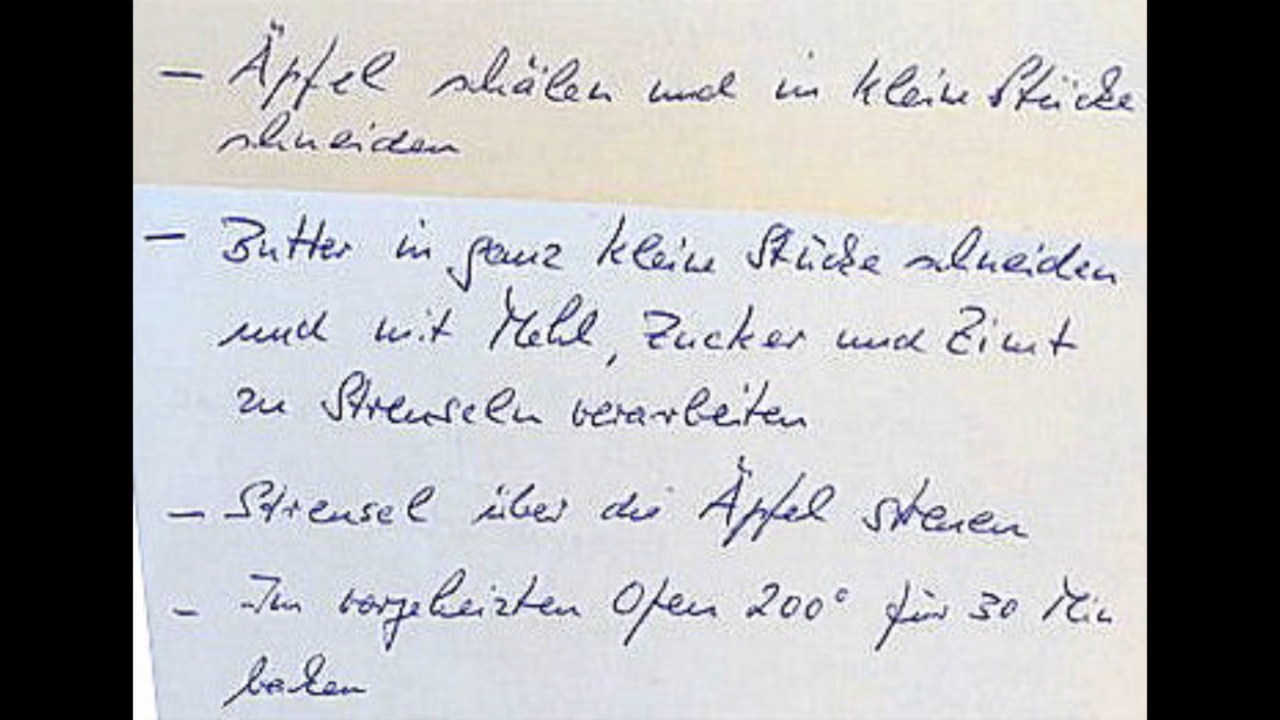 - Äpfel schälen und in kleine Stücke
schneiden
- Butter in ganz kleine Stücke schneiden
und mit Mehl, Zucker und Zimt
zu Streuseln verarbeiten
- Streusel über die Äpfel streuen
- Im vorgeheizten Ofen 200° für 30 Min
backen